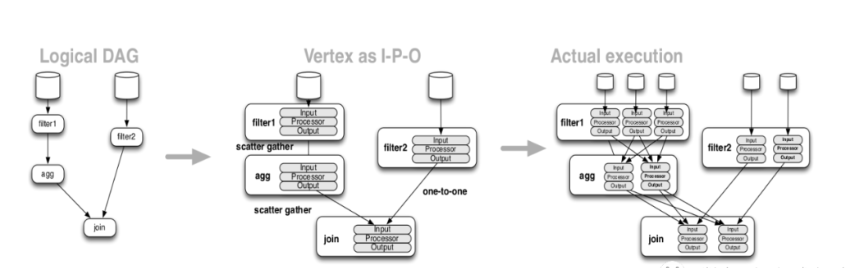 Logical DAG
filter1
filter2
agg
join
Vertex as I-P-O
filter1
Input
Processor
Output
scatter gather
filter2
Input
Processor
Output
agg
Input
Processor
Output
one-to-one
scatter gather
join
Input
Processor
Output
Actual execution
filter1
Input Input Input
Processor Processor Processor
Output Output Output
filter2
Input Input
Processor Processor
Output Output
agg
Input Input
Processor Processor
Output Output
join
Input Input
Processor Processor
Output Output